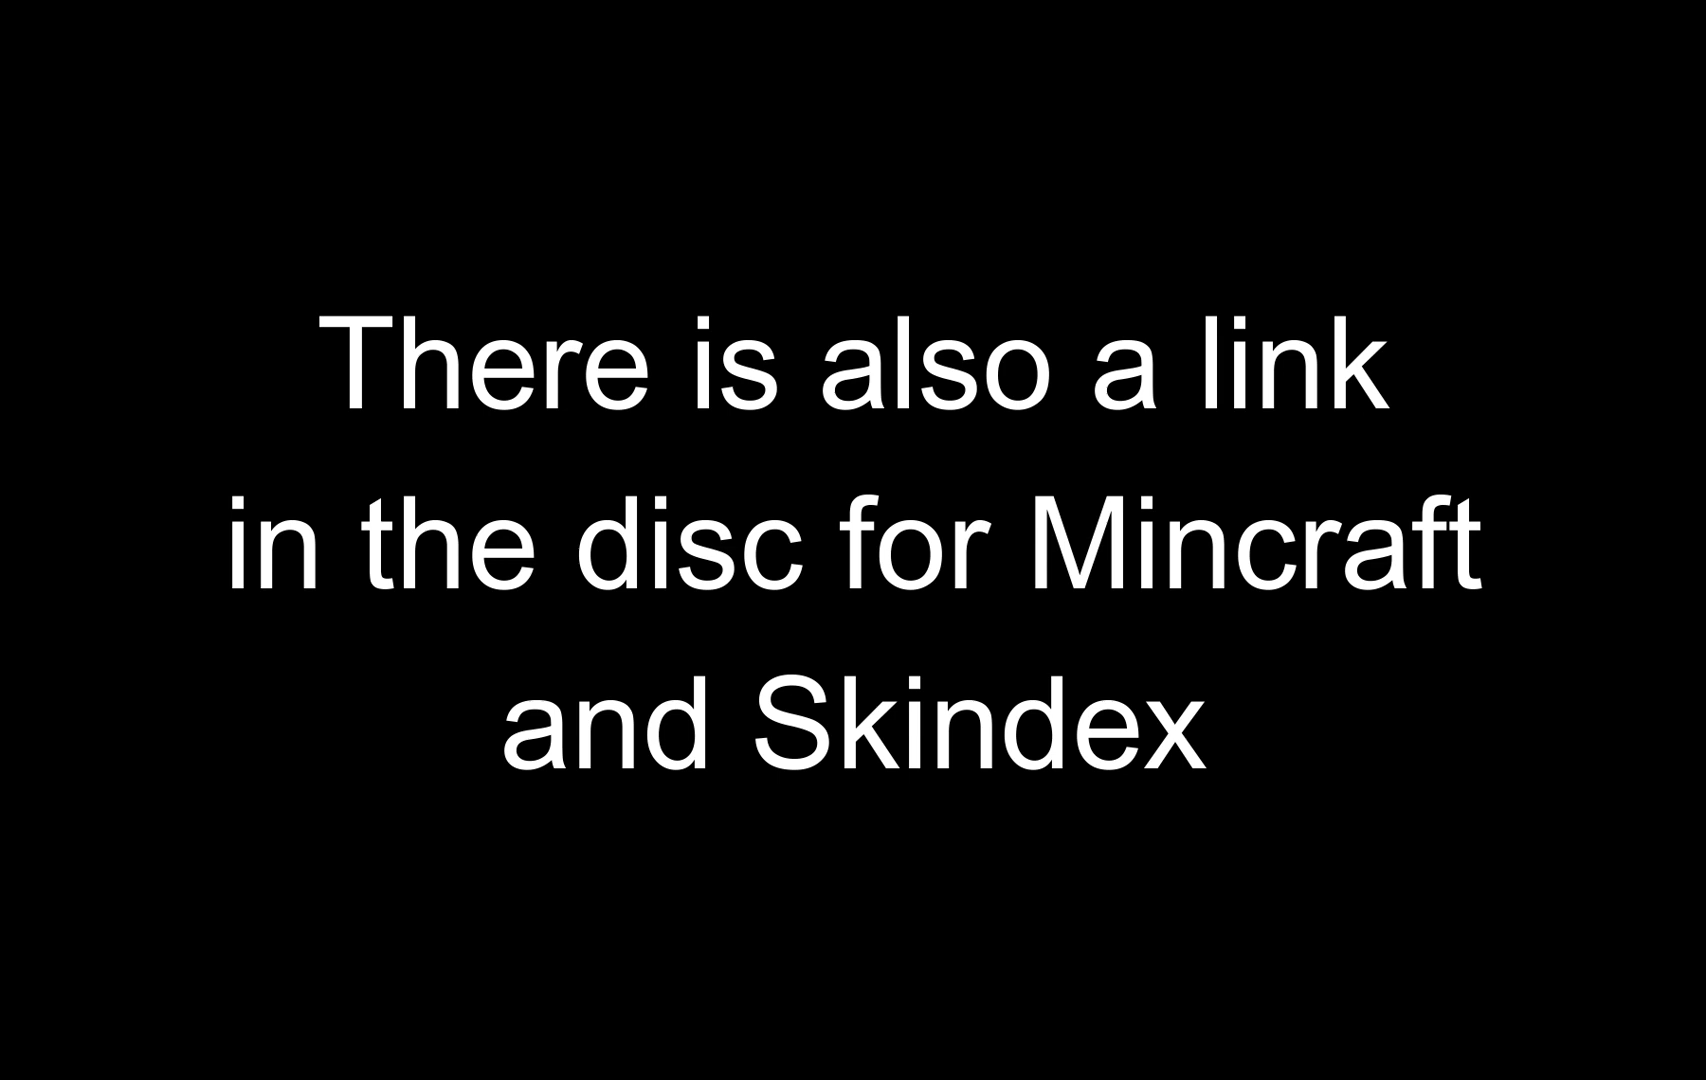 There is also a link
in the disc for Mincraft
and Skindex